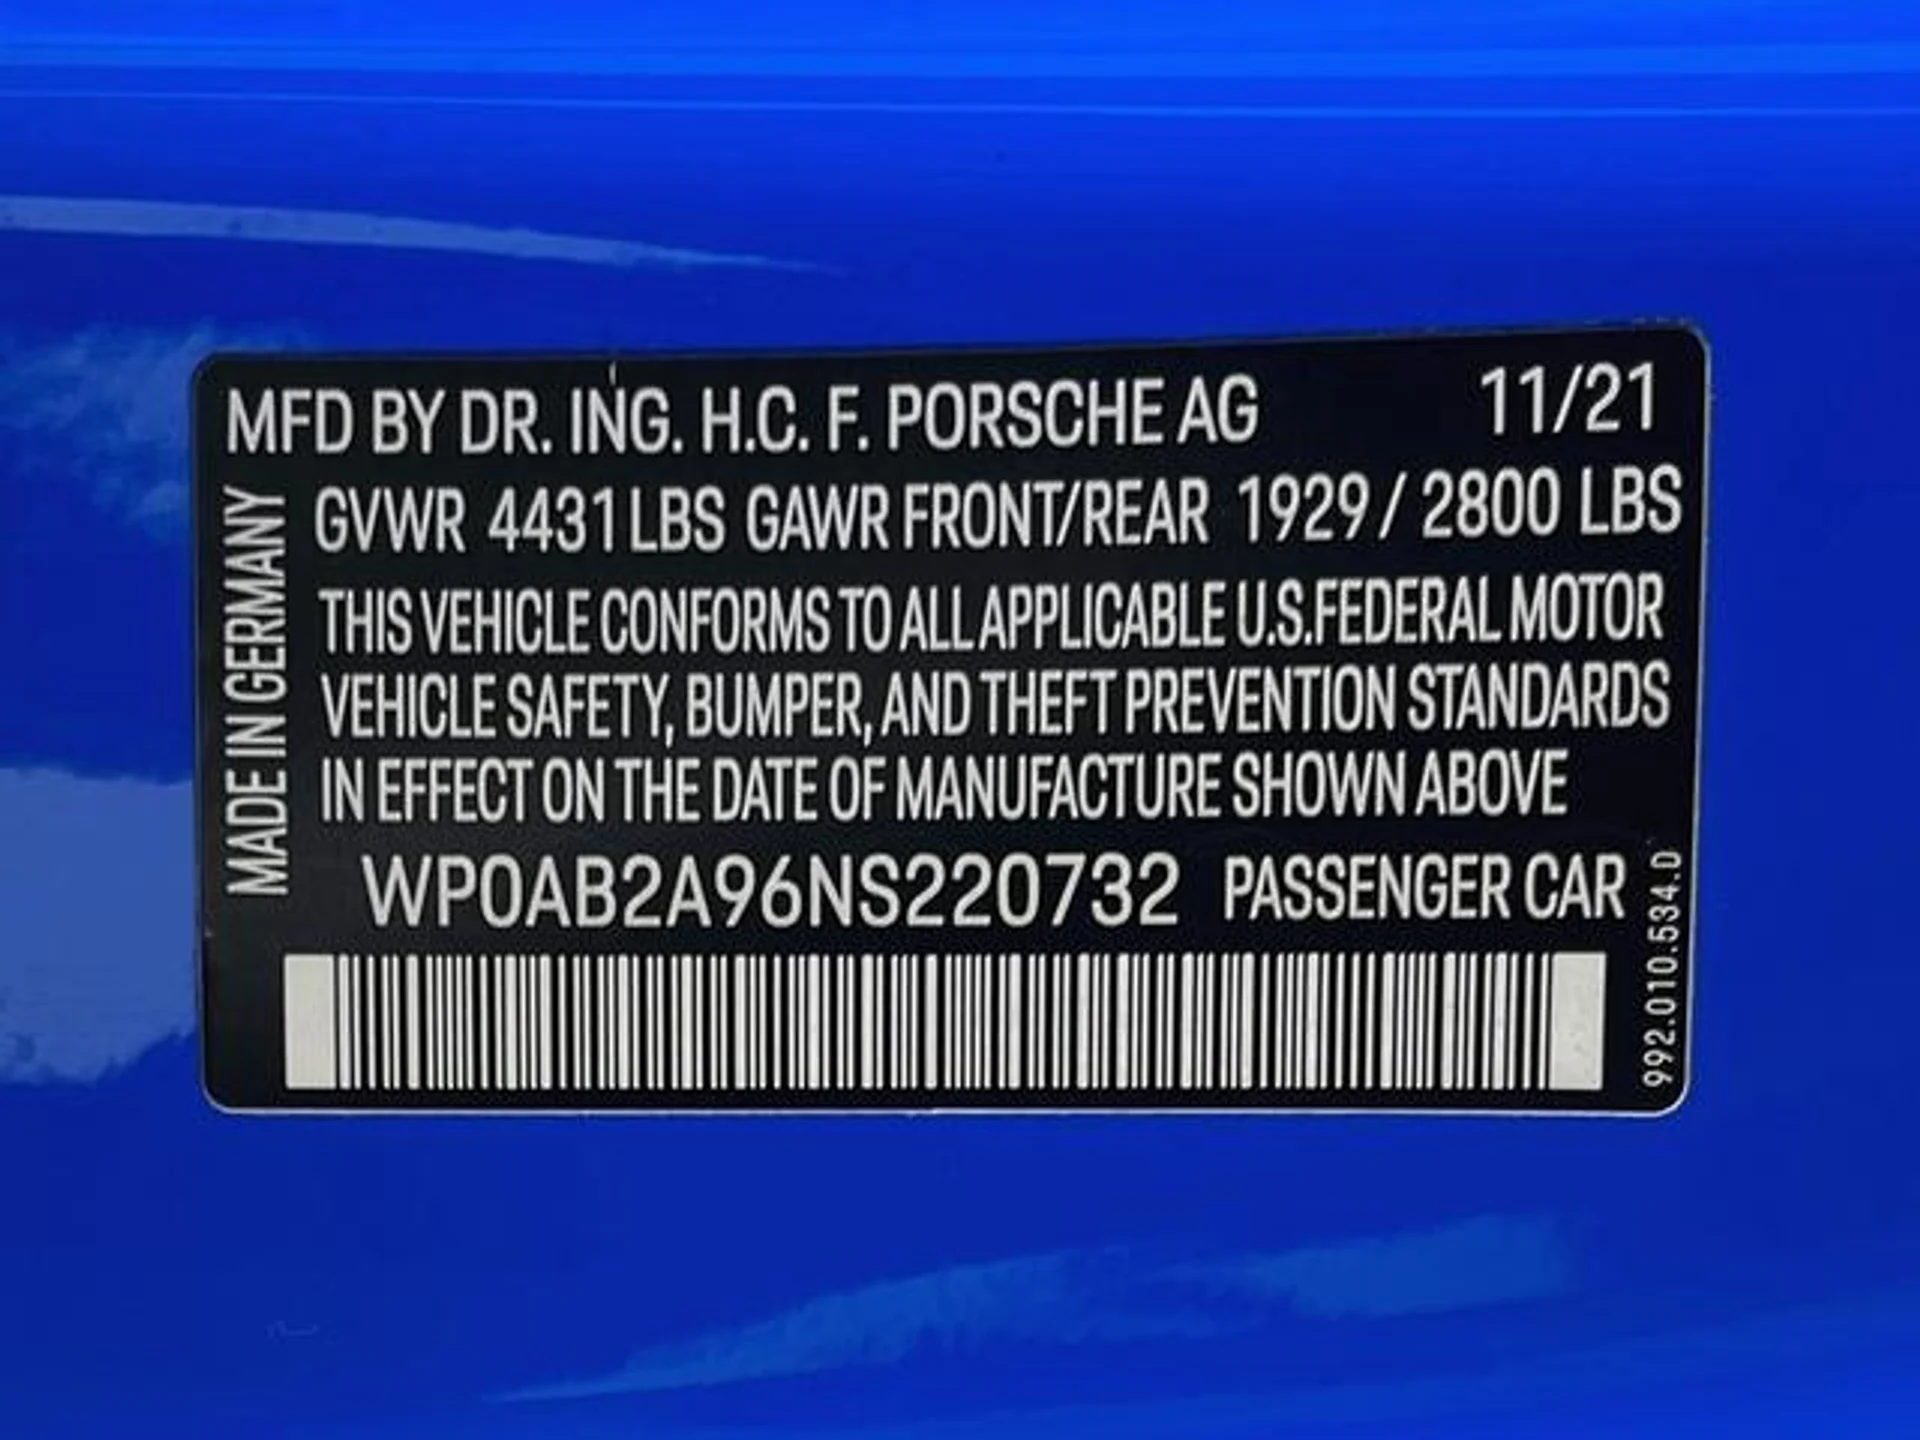 MFD BY DR. ING. H.C. F. PORSCHE AG 11/21
GVWR 4431 LBS GAWR FRONT/REAR 1929 / 2800 LBS
THIS VEHICLE CONFORMS TO ALL APPLICABLE U.S.FEDERAL MOTOR
VEHICLE SAFETY, BUMPER, AND THEFT PREVENTION STANDARDS
IN EFFECT ON THE DATE OF MANUFACTURE SHOWN ABOVE
WP0AB2A96NS220732 PASSENGER CAR
MADE IN GERMANY
992.010.534.D